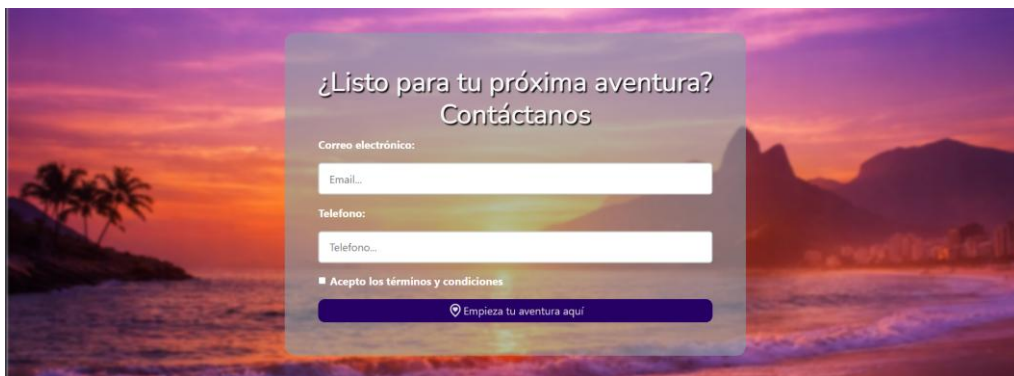 ¿Listo para tu próxima aventura?
Contáctanos
Correo electrónico:
Email...
Telefono:
Telefono...
Acepto los términos y condiciones
Empieza tu aventura aquí